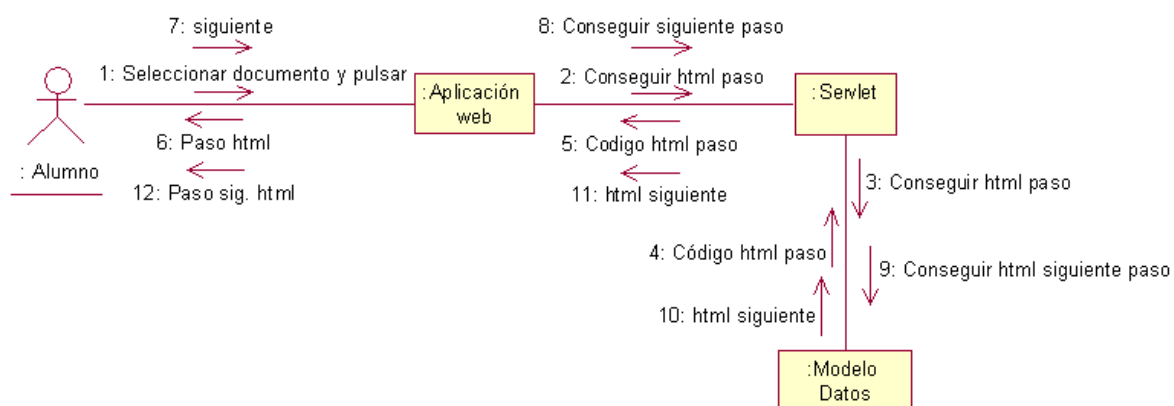 7: siguiente
8: Conseguir siguiente paso
1: Seleccionar documento y pulsar
2: Conseguir html paso
:Aplicación
web
: Servlet
6: Paso html
5: Codigo html paso
: Alumno
12: Paso sig. html
11: html siguiente
3: Conseguir html paso
4: Código html paso
9: Conseguir html siguiente paso
10: html siguiente
:Modelo
Datos